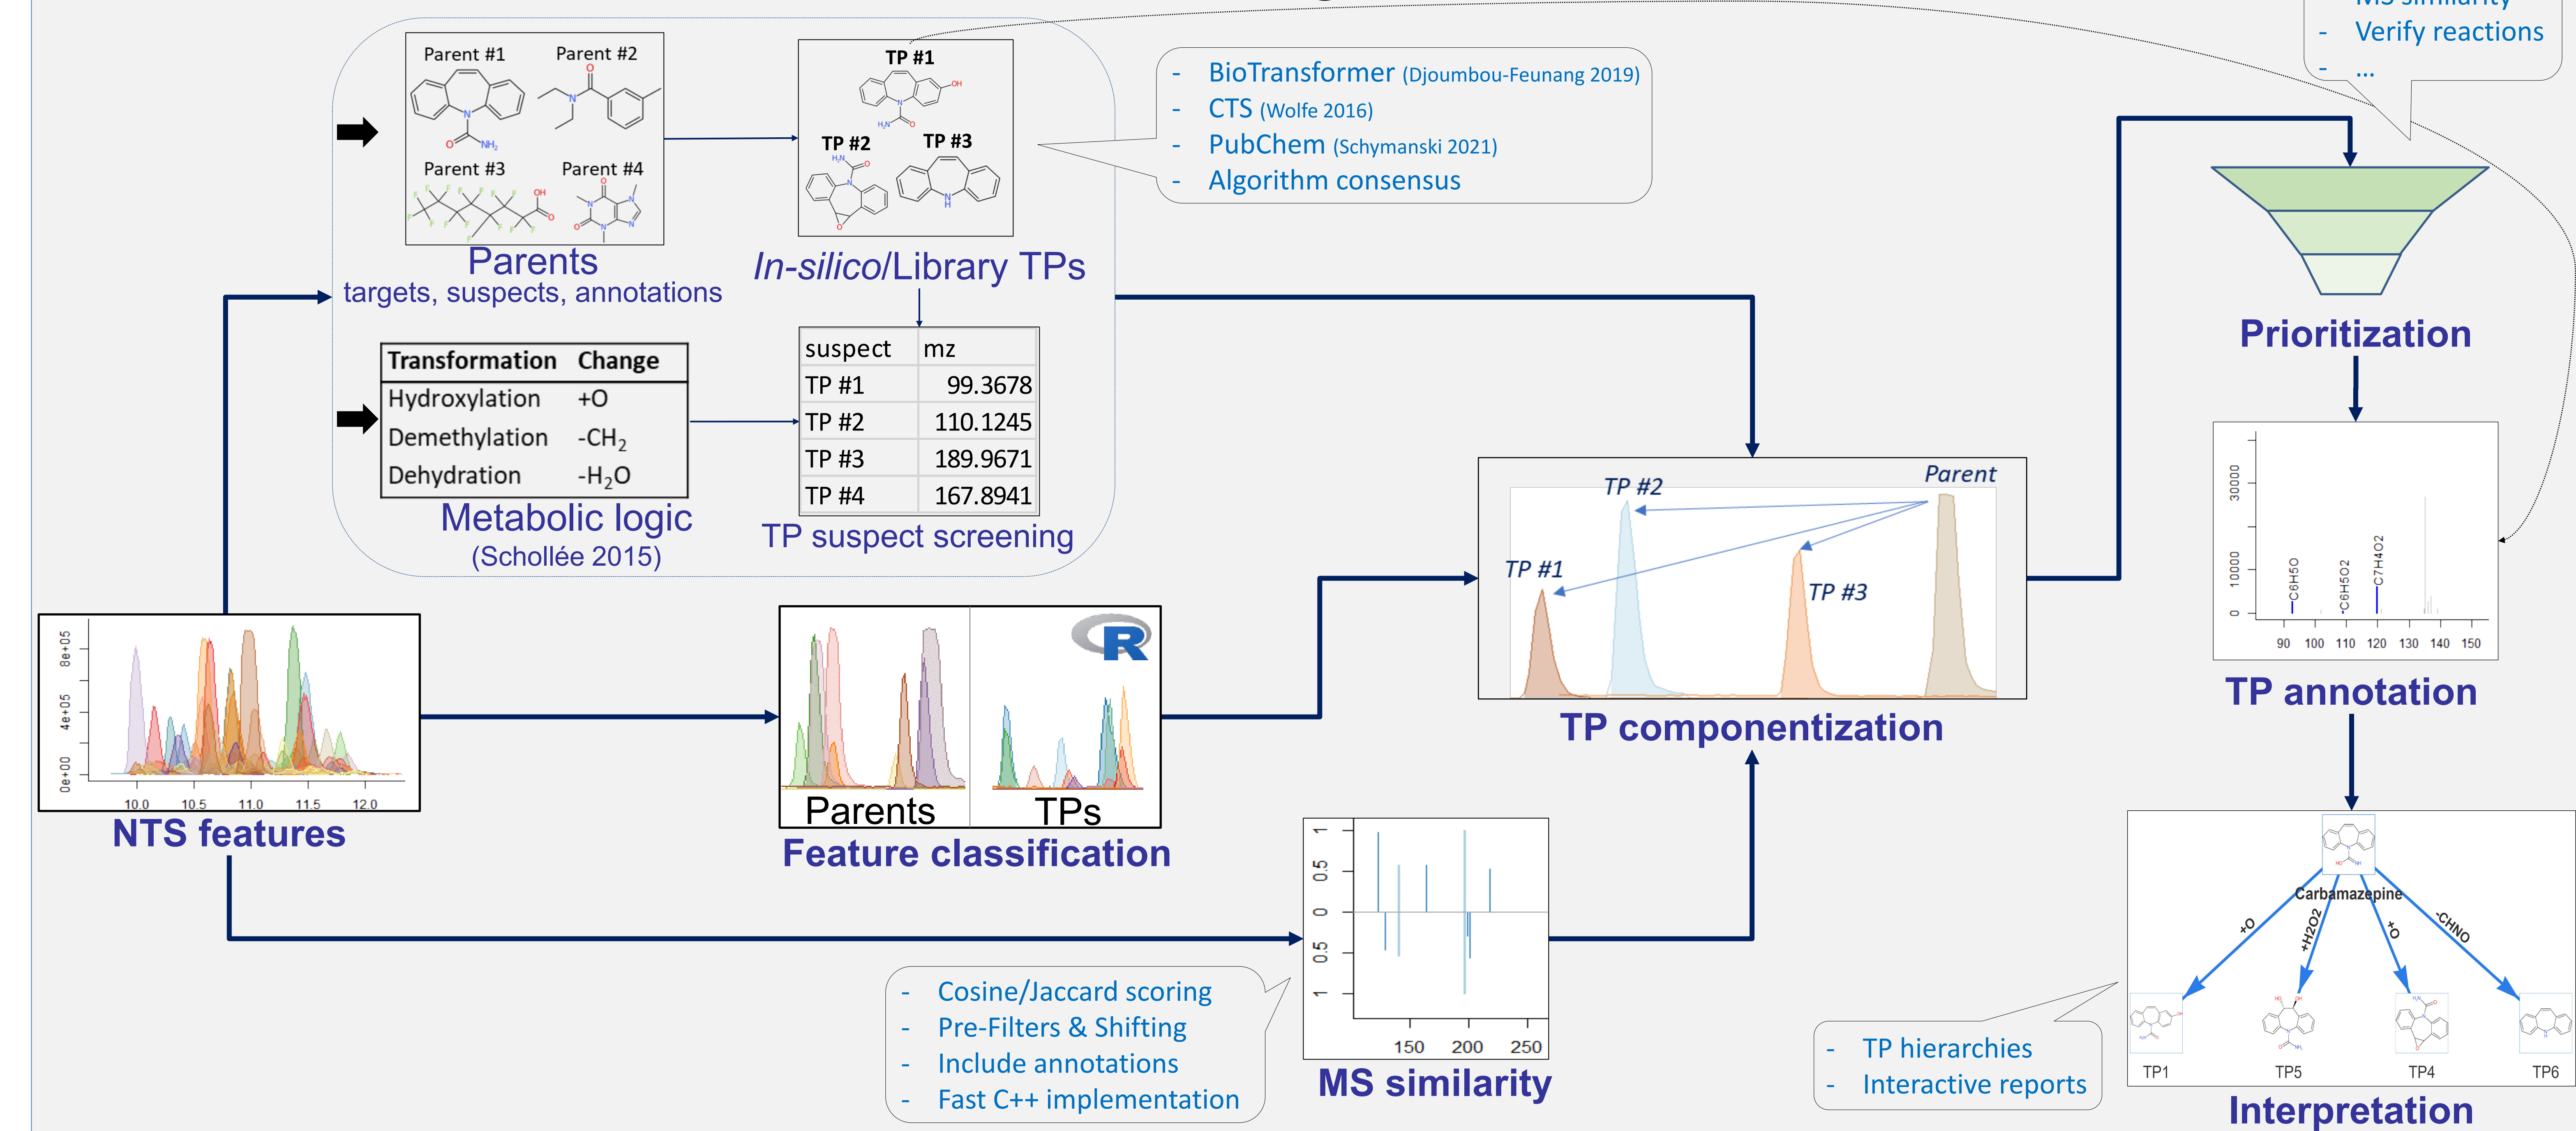 Parent #1
Parent #2
Parent #3
Parent #4
Parents
targets, suspects, annotations
TP #1
TP #2
TP #3
In-silico/Library TPs
- BioTransformer (Djoumbou-Feunang 2019)
- CTS (Wolfe 2016)
- PubChem (Schymanski 2021)
- Algorithm consensus
MS similarity
- Verify reactions
- ...
Transformation Change
Hydroxylation +O
Demethylation -CH2
Dehydration -H2O
Metabolic logic
(Schollée 2015)
suspect mz
TP #1 99.3678
TP #2 110.1245
TP #3 189.9671
TP #4 167.8941
TP suspect screening
Prioritization
0e+00 4e+05 8e+05
10.0 10.5 11.0 11.5 12.0
NTS features
R
Parents
TPs
Feature classification
TP #1
TP #2
TP #3
Parent
TP componentization
0 10000 30000
C6H5O
C6H5O2
C7H4O2
90 100 110 120 130 140 150
TP annotation
- Cosine/Jaccard scoring
- Pre-Filters & Shifting
- Include annotations
- Fast C++ implementation
1
0.5
0
0.5
1
150 200 250
MS similarity
- TP hierarchies
- Interactive reports
Carbamazepine
+O
+H2O2
+O
-CHNO
TP1 TP5 TP4 TP6
Interpretation